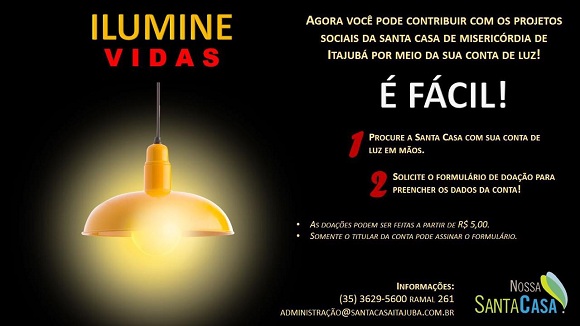 ILUMINE
VIDAS
AGORA VOCÊ PODE CONTRIBUIR COM OS PROJETOS
SOCIAIS DA SANTA CASA DE MISERICÓRDIA DE
ITAJUBÁ POR MEIO DA SUA CONTA DE LUZ!
É FÁCIL!
1 PROCURE A SANTA CASA COM SUA CONTA DE
LUZ EM MÃOS.
2 SOLICITE O FORMULÁRIO DE DOAÇÃO PARA
PREENCHER OS DADOS DA CONTA!
• AS DOAÇÕES PODEM SER FEITAS A PARTIR DE R$ 5,00.
• SOMENTE O TITULAR DA CONTA PODE ASSINAR O FORMULÁRIO.
INFORMAÇÕES:
(35) 3629-5600 RAMAL 261
ADMINISTRAÇÃO@SANTACASAITAJUBA.COM.BR
NOSSA
SANTACASA